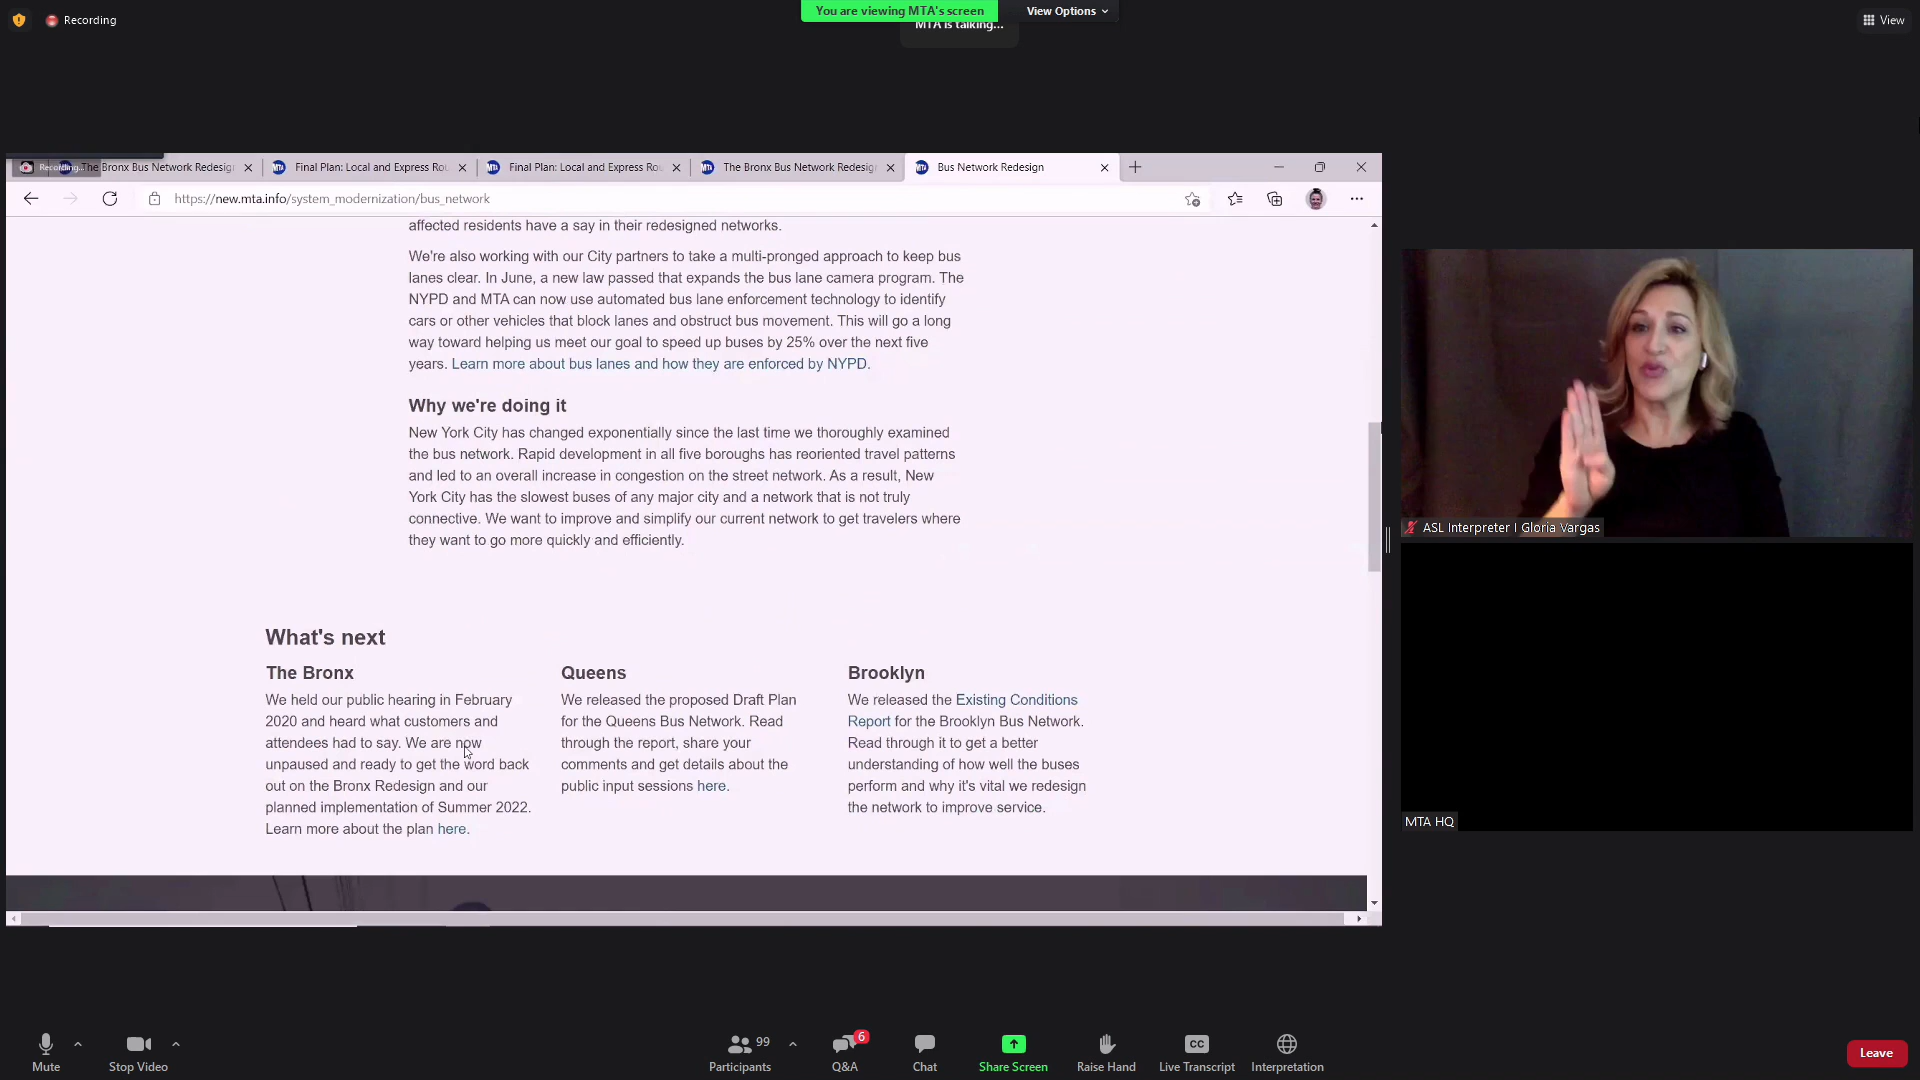 Recording
You are viewing MTA's screen
View Options
MTA is talking...
View
Recording...
The Bronx Bus Network Redesign
Final Plan: Local and Express Rou
Final Plan: Local and Express Rou
The Bronx Bus Network Redesign
Bus Network Redesign
https://new.mta.info/system_modernization/bus_network
affected residents have a say in their redesigned networks.
We're also working with our City partners to take a multi-pronged approach to keep bus
lanes clear. In June, a new law passed that expands the bus lane camera program. The
NYPD and MTA can now use automated bus lane enforcement technology to identify
cars or other vehicles that block lanes and obstruct bus movement. This will go a long
way toward helping us meet our goal to speed up buses by 25% over the next five
years. Learn more about bus lanes and how they are enforced by NYPD.
Why we're doing it
New York City has changed exponentially since the last time we thoroughly examined
the bus network. Rapid development in all five boroughs has reoriented travel patterns
and led to an overall increase in congestion on the street network. As a result, New
York City has the slowest buses of any major city and a network that is not truly
connective. We want to improve and simplify our current network to get travelers where
they want to go more quickly and efficiently.
What's next
The Bronx
We held our public hearing in February
2020 and heard what customers and
attendees had to say. We are now
unpaused and ready to get the word back
out on the Bronx Redesign and our
planned implementation of Summer 2022.
Learn more about the plan here.
Queens
We released the proposed Draft Plan
for the Queens Bus Network. Read
through the report, share your
comments and get details about the
public input sessions here.
Brooklyn
We released the Existing Conditions
Report for the Brooklyn Bus Network.
Read through it to get a better
understanding of how well the buses
perform and why it's vital we redesign
the network to improve service.
ASL Interpreter I Gloria Vargas
MTA HQ
Mute
Stop Video
99
Participants
6
Q&A
Chat
Share Screen
Raise Hand
CC
Live Transcript
Interpretation
Leave